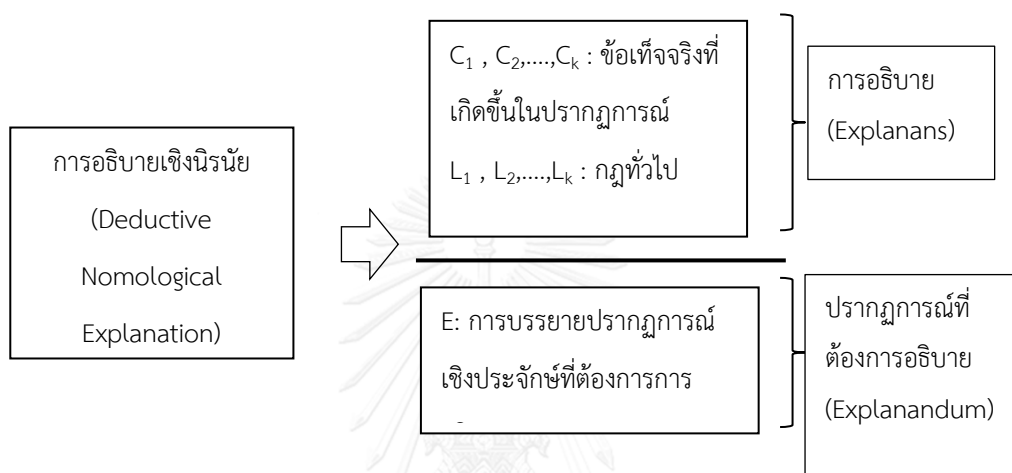 การอธิบายเชิงนิรนัย
(Deductive
Nomological
Explanation)
C1 , C2,....,Ck : ข้อเท็จจริงที่
เกิดขึ้นในปรากฏการณ์
L1 , L2,....,Lk : กฎทั่วไป
การอธิบาย
(Explanans)
E: การบรรยายปรากฏการณ์
เชิงประจักษ์ที่ต้องการการ
ปรากฏการณ์ที่
ต้องการอธิบาย
(Explanandum)